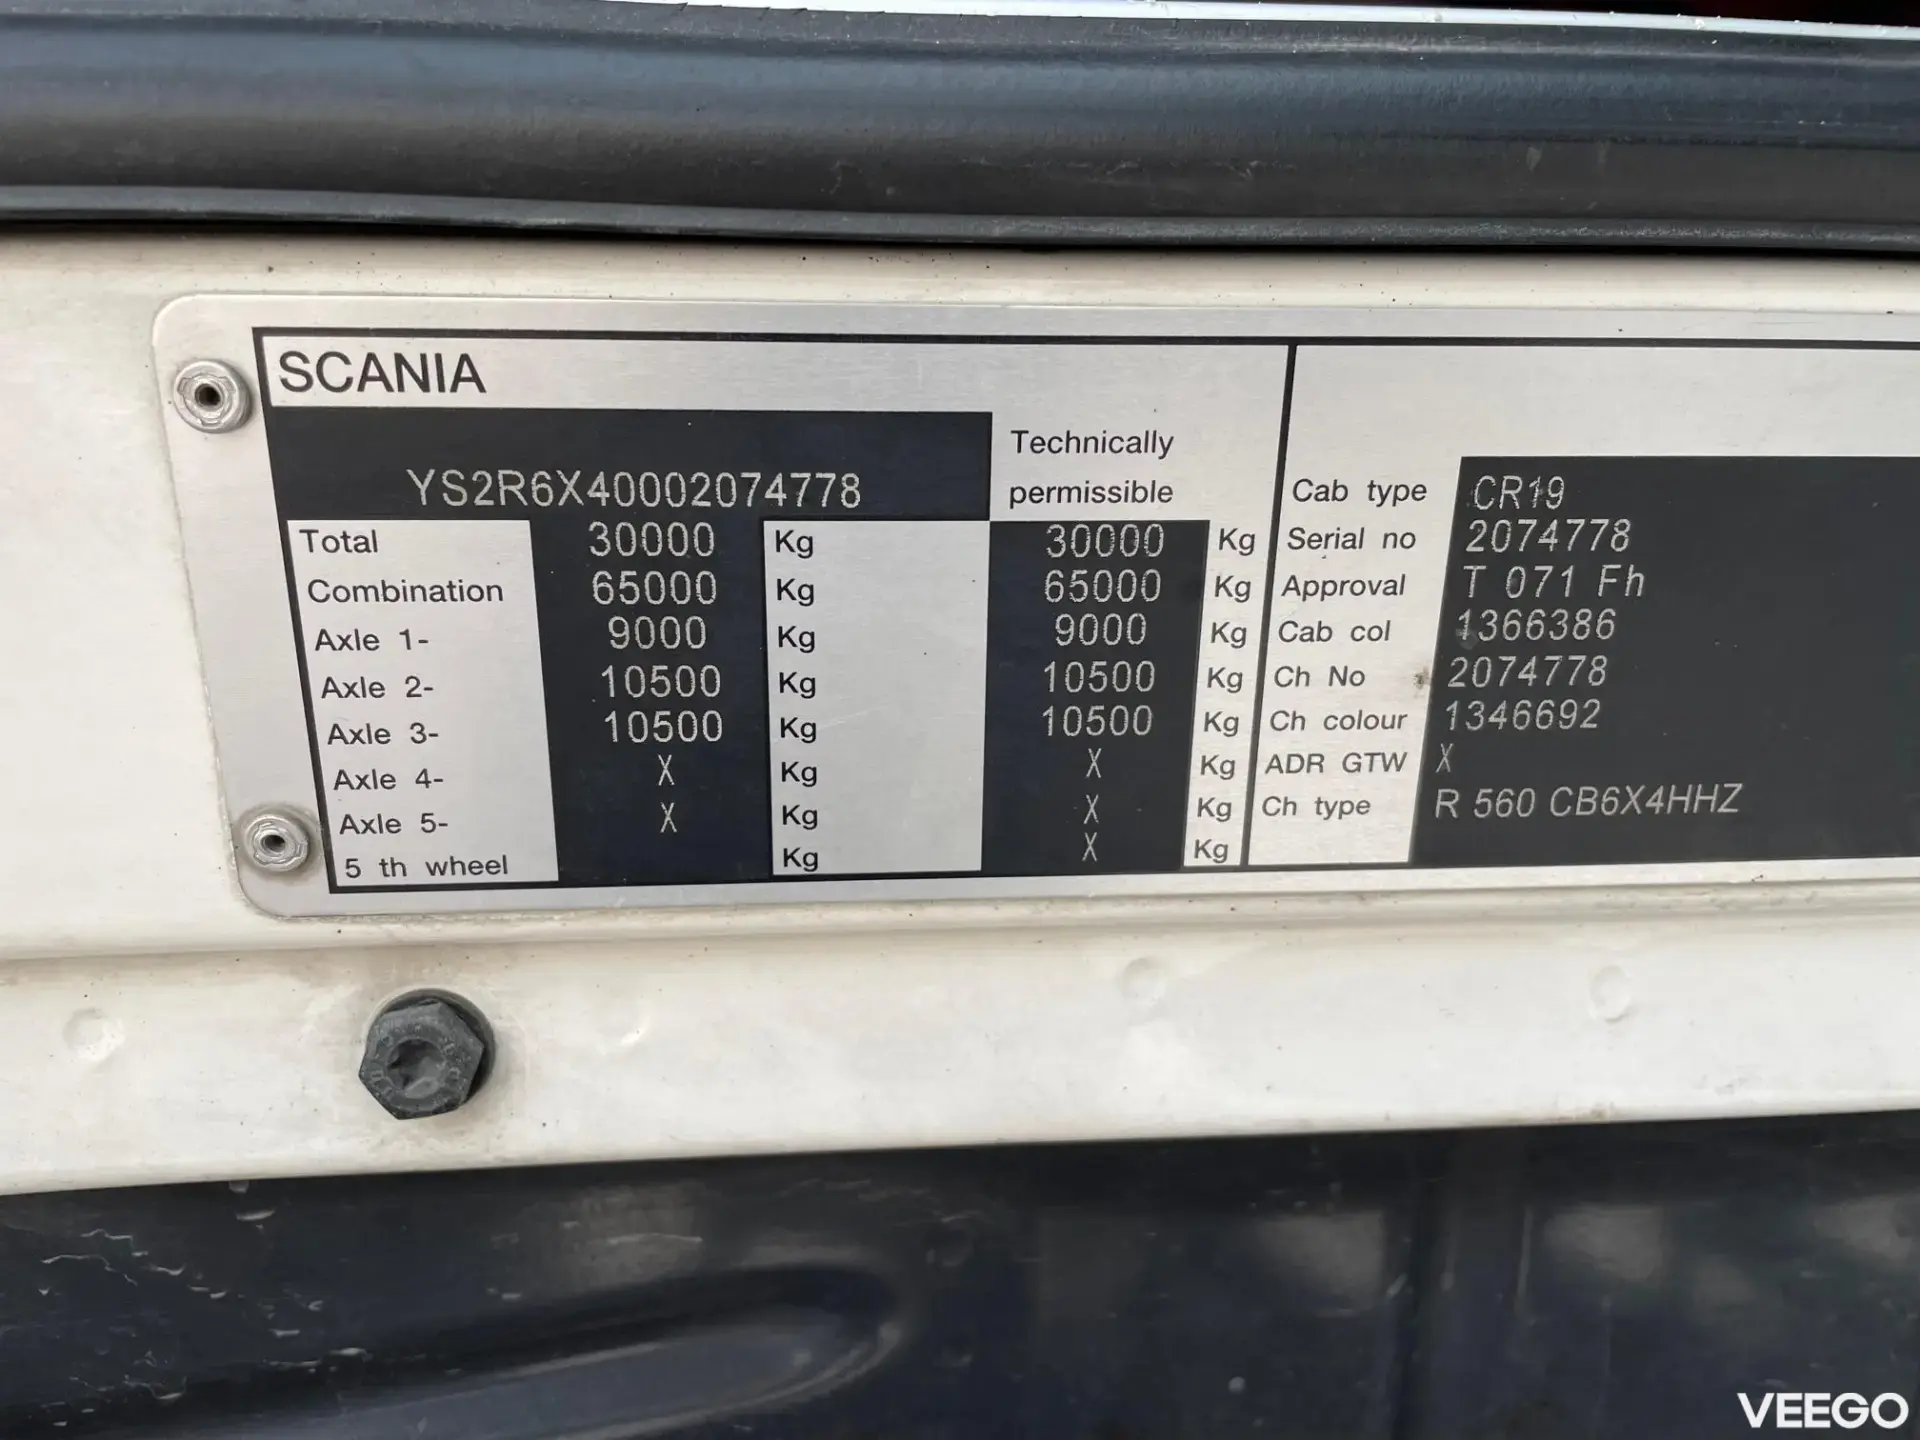 SCANIA
YS2R6X40002074778
Technically
permissible
Total 30000 Kg 30000 Kg
Combination 65000 Kg 65000 Kg
Axle 1- 9000 Kg 9000 Kg
Axle 2- 10500 Kg 10500 Kg
Axle 3- 10500 Kg 10500 Kg
Axle 4- X Kg X Kg
Axle 5- X Kg X Kg
5 th wheel Kg X Kg
Cab type CR19
Serial no 2074778
Approval T 071 Fh
Cab col 1366386
Ch No 2074778
Ch colour 1346692
ADR GTW X
Ch type R 560 CB6X4HHZ
VEEGO